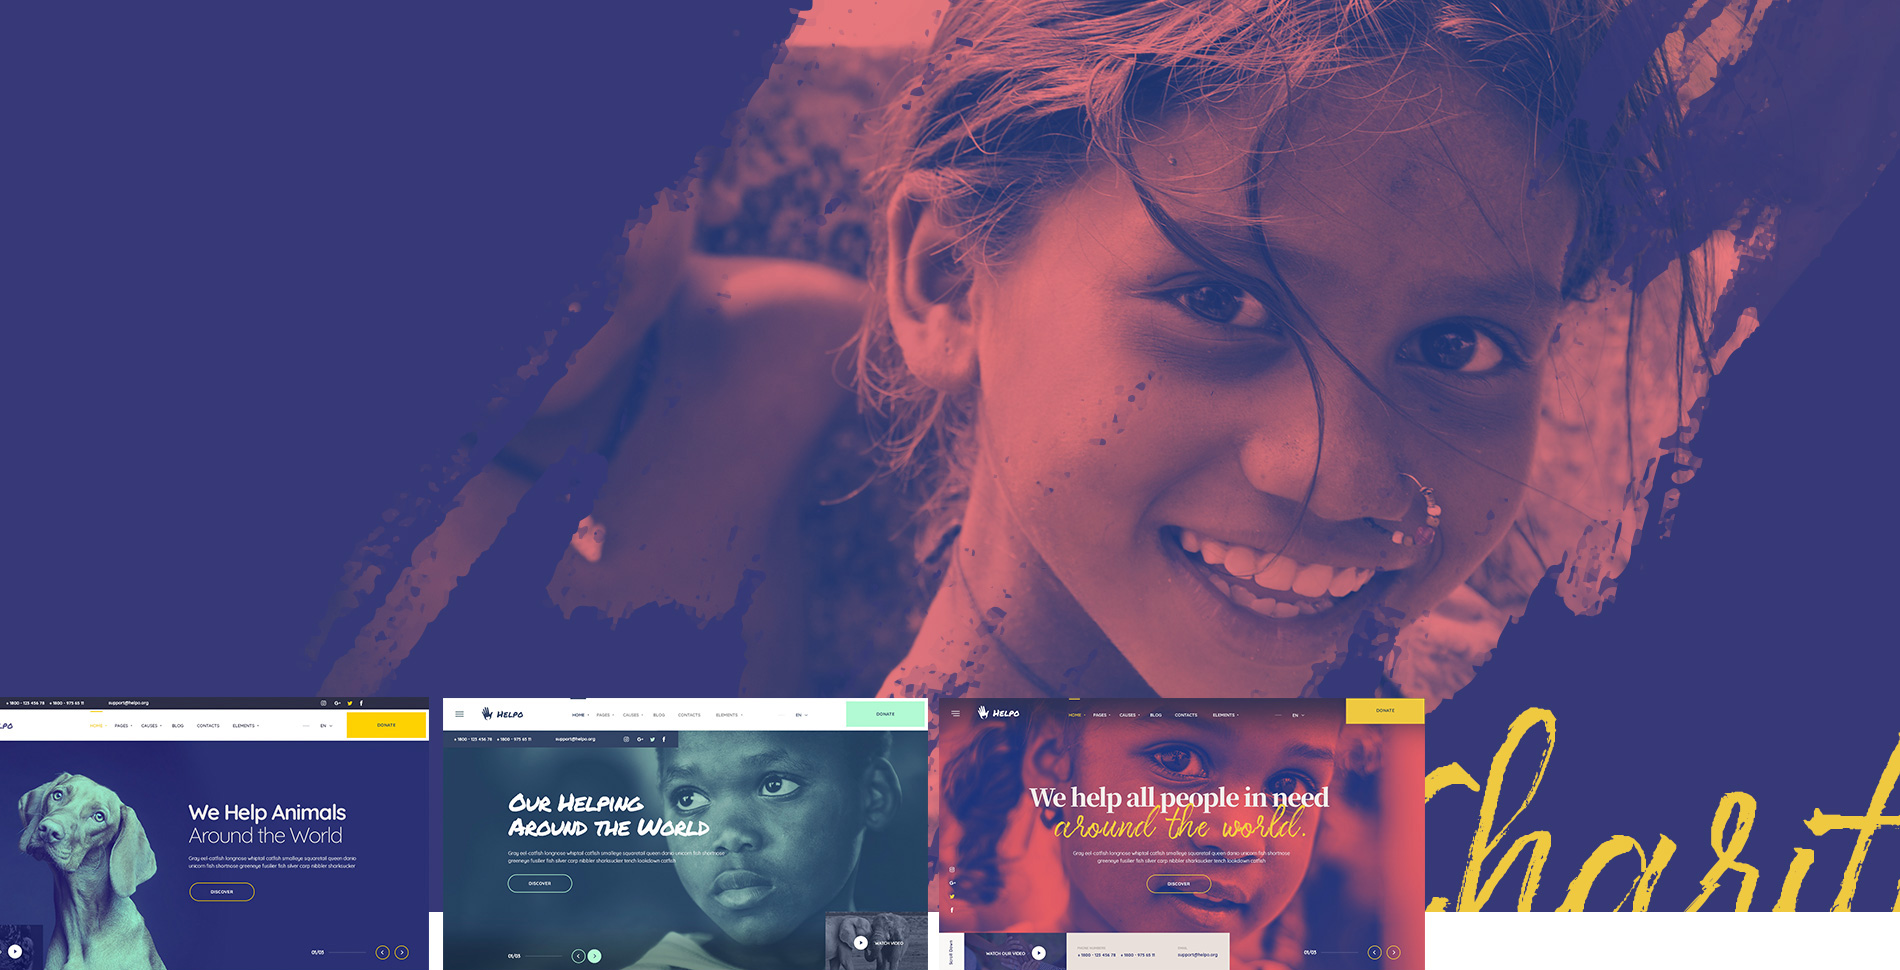 + 1800 - 123 456 78 + 1800 - 975 65 11 support@helpo.org
HOME PAGES CAUSES BLOG CONTACTS ELEMENTS EN DONATE
We Help Animals
Around the World
Gray eel-catfish longnose whiptail catfish smalleye squaretail queen danio
unicorn fish shortnose greeneye fusilier fish silver carp nibbler sharksucker
DISCOVER
01/03
HELPO HOME PAGES CAUSES BLOG CONTACTS ELEMENTS EN DONATE
+ 1800 - 123 456 78 + 1800 - 975 65 11 support@helpo.org
OUR HELPING
AROUND THE WORLD
Gray eel-catfish longnose whiptail catfish smalleye squaretail queen danio unicorn fish shortnose
greeneye fusilier fish silver carp nibbler sharksucker tench lookdown catfish
DISCOVER
WATCH VIDEO
01/03
HELPO HOME PAGES CAUSES BLOG CONTACTS ELEMENTS EN DONATE
We help all people in need
around the world.
Gray eel-catfish longnose whiptail catfish smalleye squaretail queen danio unicorn fish shortnose
greeneye fusilier fish silver carp nibbler sharksucker tench lookdown catfish
DISCOVER
Scroll Down
WATCH OUR VIDEO
PHONE NUMBERS EMAIL
+ 1800 - 123 456 78 + 1800 - 975 65 11 support@helpo.org
01/03